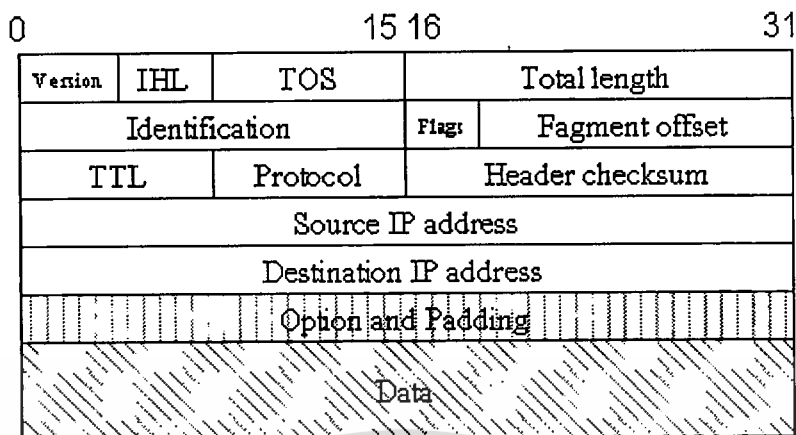 0 15 16 31
Version IHL TOS Total length
Identification Flags Fagment offset
TTL Protocol Header checksum
Source IP address
Destination IP address
Option and Padding
Data